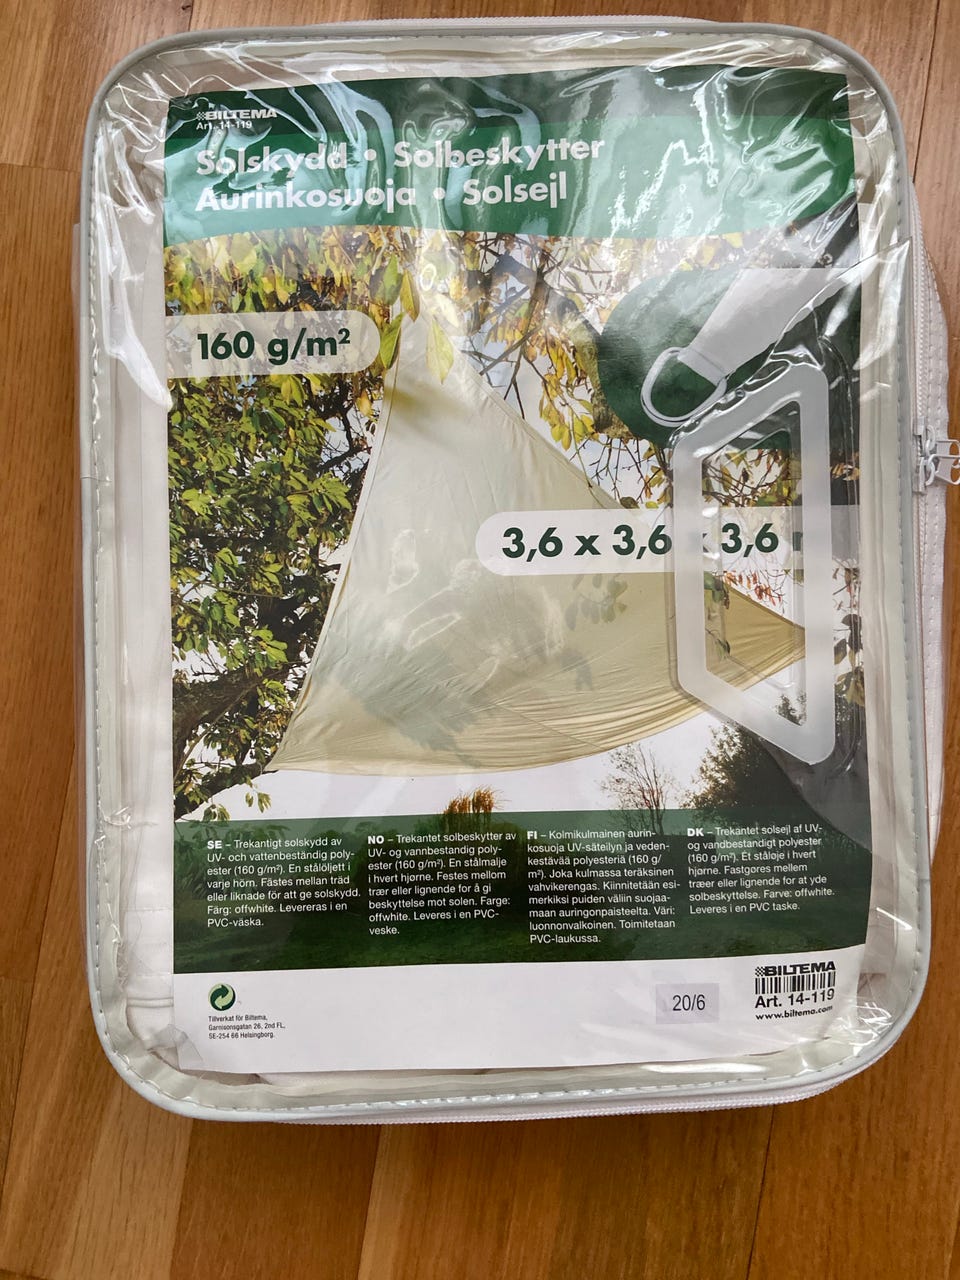 BILTEMA
Art. 14-119
Solskydd • Solbeskytter
Aurinkosuoja • Solsejl
160 g/m²
3,6 x 3,6 x 3,6
SE – Trekantigt solskydd av
UV- och vattenbeständig poly-
ester (160 g/m²). En stålöljett i
varje hörn. Fästes mellan träd
eller liknade för att ge solskydd.
Färg: offwhite. Levereras i en
PVC-väska.
NO – Trekantet solbeskytter av
UV- og vannbestandig poly-
ester (160 g/m²). En stålmalje
i hvert hjørne. Festes mellom
trær eller lignende for å gi
beskyttelse mot solen. Farge:
offwhite. Leveres i en PVC-
veske.
FI – Kolmikulmainen aurin-
kosuoja UV-säteilyn ja veden-
kestävää polyesteriä (160 g/
m²). Joka kulmassa teräksinen
vahvikerengas. Kiinnitetään esi-
merkiksi puiden väliin suojaa-
maan auringonpaisteelta. Väri:
luonnonvalkoinen. Toimitetaan
PVC-laukussa.
DK – Trekantet solsejl af UV-
og vandbestandigt polyester
(160 g/m²). Et ståløje i hvert
hjørne. Fastgøres mellem
træer eller lignende for at yde
solbeskyttelse. Farve: offwhite.
Leveres i en PVC taske.
Tillverkat för Biltema,
Garnisonsgatan 26, 2nd FL,
SE-254 66 Helsingborg.
20/6
BILTEMA
Art. 14-119
www.biltema.com